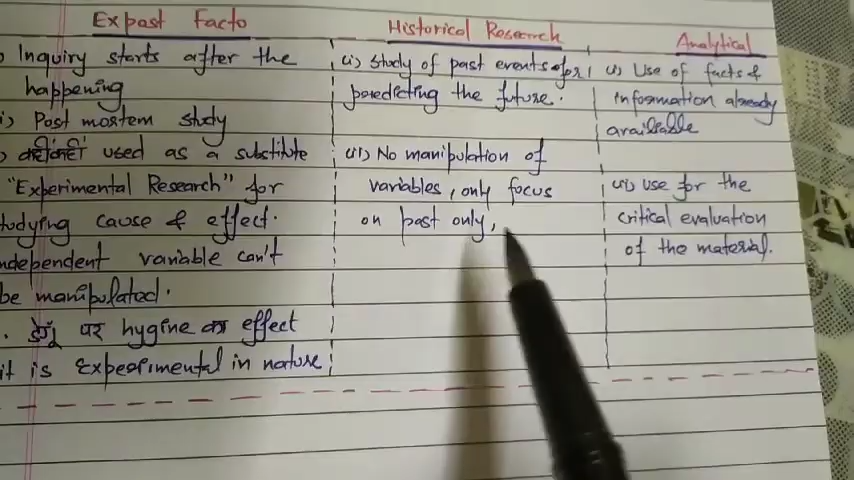 Expost Facto
Inquiry starts after the
happening
Post mortem study
used as a substitute
"Experimental Research" for
studying cause & effect.
independent variable can't
be manipulated.
डेंगू पर hygine का effect
it is Experimental in nature
Historical Research
(i) Study of past events for
predicting the future.
(ii) No manipulation of
variables, only focus
on past only,
Analytical
(i) Use of facts &
information already
available
(ii) use for the
critical evaluation
of the material.